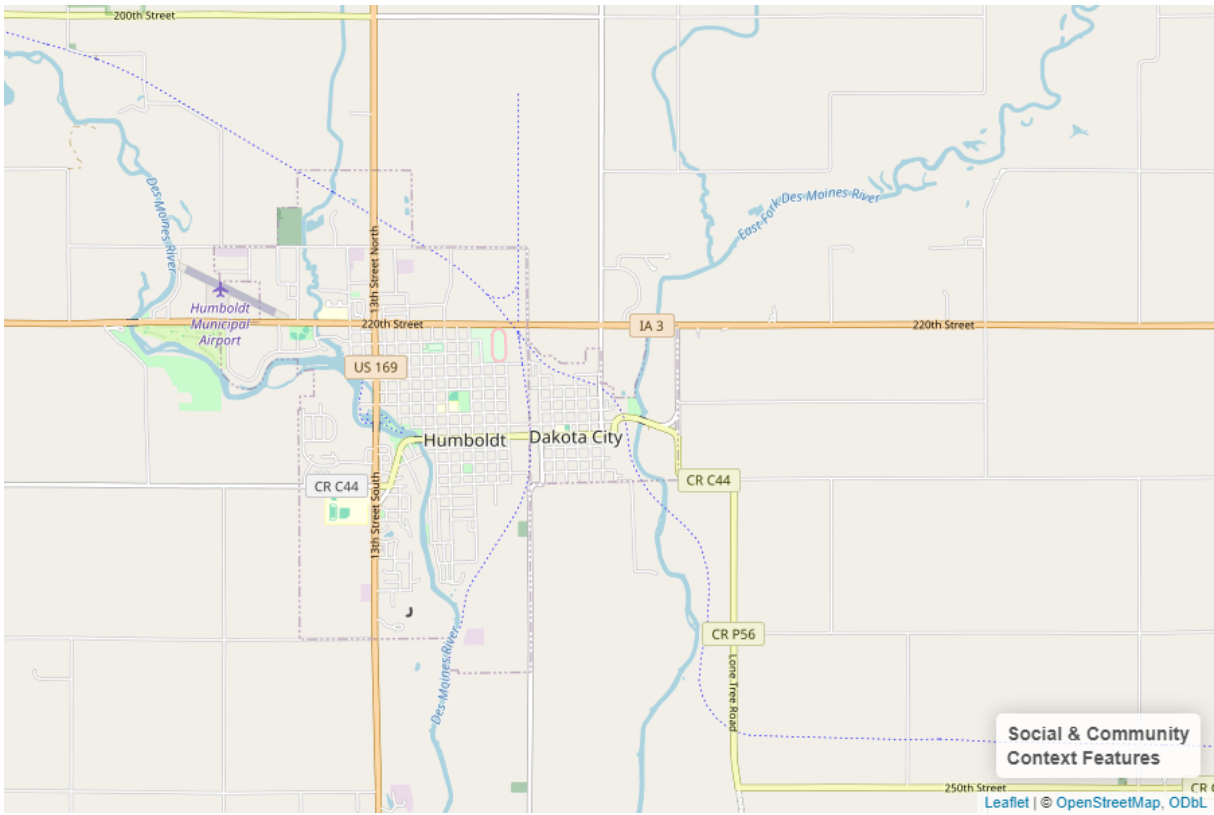 200th Street
Des Moines River
East Fork Des Moines River
13th Street North
Humboldt
Municipal
Airport
220th Street
IA 3
220th Street
US 169
Humboldt
Dakota City
CR C44
CR C44
13th Street South
CR P56
Des Moines River
Lone Tree Road
Social & Community
Context Features
250th Street
Leaflet | © OpenStreetMap, ODbL